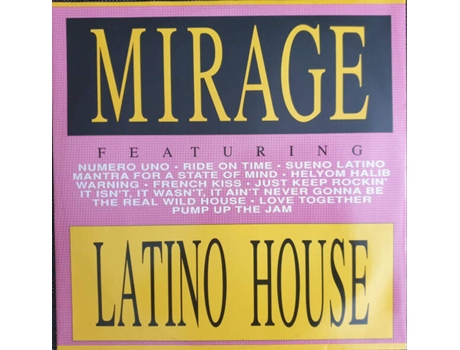 MIRAGE
FEATURING
NUMERO UNO - RIDE ON TIME - SUENO LATINO
MANTRA FOR A STATE OF MIND - HELYOM HALIB
WARNING - FRENCH KISS - JUST KEEP ROCKIN'
IT ISN'T, IT WASN'T, IT AIN'T NEVER GONNA BE
THE REAL WILD HOUSE - LOVE TOGETHER
PUMP UP THE JAM
LATINO HOUSE